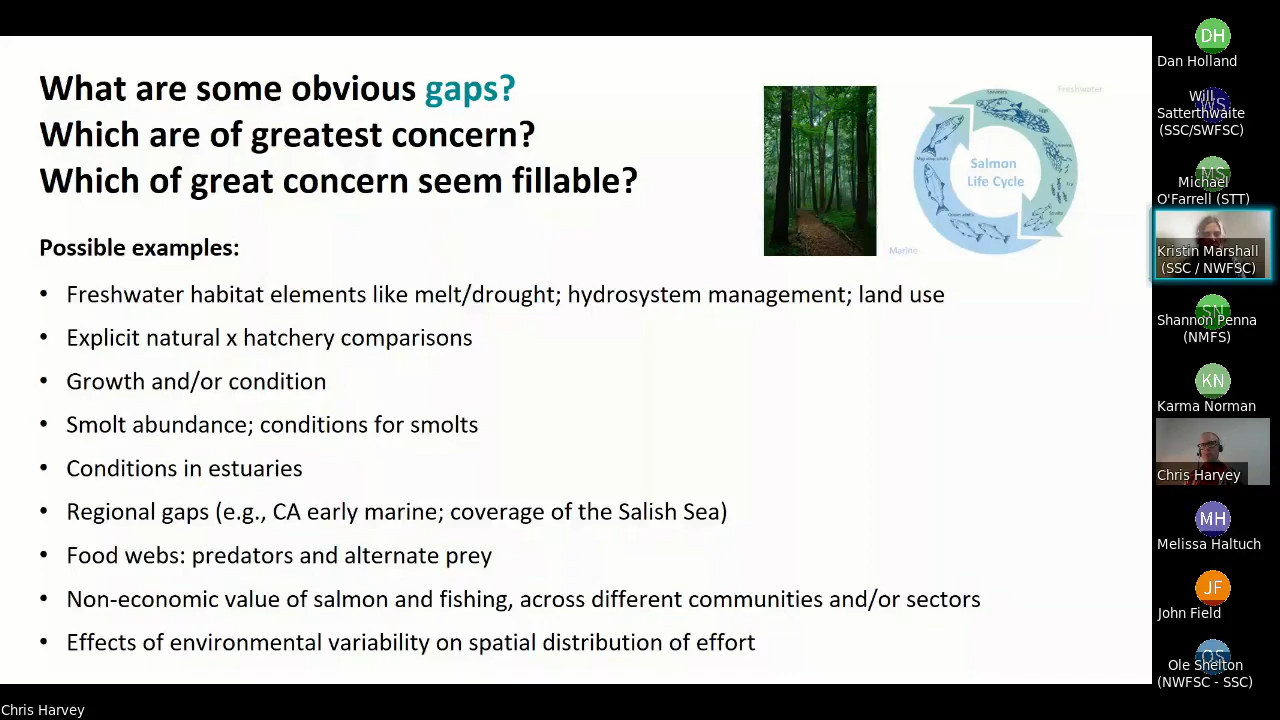 What are some obvious gaps?
Which are of greatest concern?
Which of great concern seem fillable?
Freshwater
Salmon
Life Cycle
Marine
Possible examples:
• Freshwater habitat elements like melt/drought; hydrosystem management; land use
• Explicit natural x hatchery comparisons
• Growth and/or condition
• Smolt abundance; conditions for smolts
• Conditions in estuaries
• Regional gaps (e.g., CA early marine; coverage of the Salish Sea)
• Food webs: predators and alternate prey
• Non-economic value of salmon and fishing, across different communities and/or sectors
• Effects of environmental variability on spatial distribution of effort
DH
Dan Holland
WS
Will
Satterthwaite
(SSC/SWFSC)
MS
Michael
O'Farrell (STT)
Kristin Marshall
(SSC / NWFSC)
SN
Shannon Penna
(NMFS)
KN
Karma Norman
Chris Harvey
MH
Melissa Haltuch
JF
John Field
OS
Ole Shelton
(NWFSC - SSC)
Chris Harvey